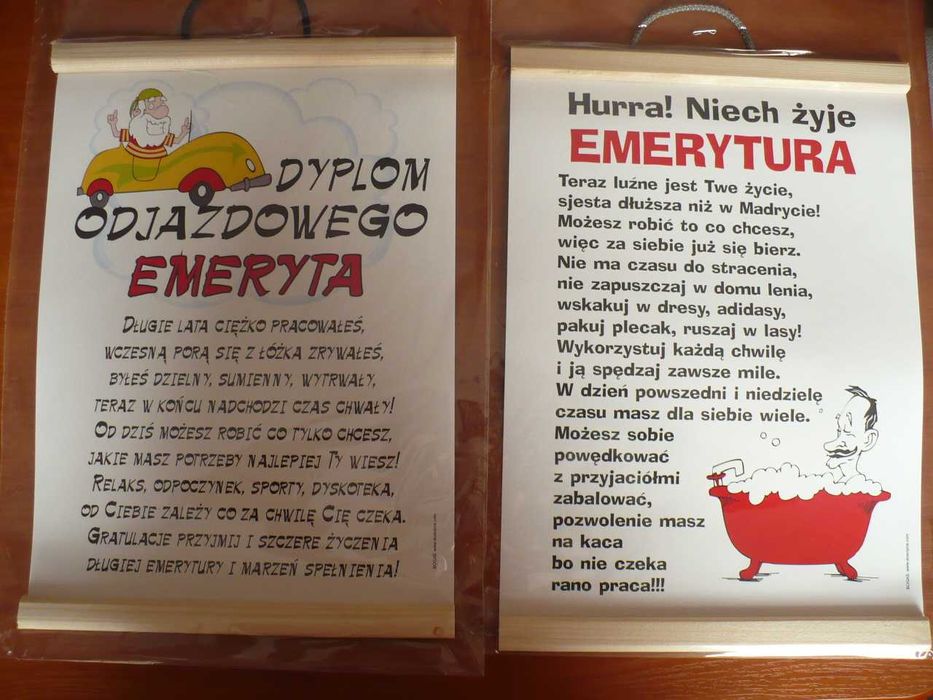 DYPLOM
ODJAZDOWEGO
EMERYTA
DŁUGIE LATA CIĘŻKO PRACOWAŁEŚ,
WCZESNĄ PORĄ SIĘ Z ŁÓŻKA ZRYWAŁEŚ,
BYŁEŚ DZIELNY, SUMIENNY, WYTRWAŁY,
TERAZ W KOŃCU NADCHODZI CZAS CHWAŁY!
OD DZIŚ MOŻESZ ROBIĆ CO TYLKO CHCESZ,
JAKIE MASZ POTRZEBY NAJLEPIEJ TY WIESZ!
RELAKS, ODPOCZYNEK, SPORTY, DYSKOTEKA,
OD CIEBIE ZALEŻY CO ZA CHWILĘ CIĘ CZEKA.
GRATULACJE PRZYJMIJ I SZCZERE ŻYCZENIA
DŁUGIEJ EMERYTURY I MARZEŃ SPEŁNIENIA!
Hurra! Niech żyje
EMERYTURA
Teraz luźne jest Twe życie,
sjesta dłuższa niż w Madrycie!
Możesz robić to co chcesz,
więc za siebie już się bierz.
Nie ma czasu do stracenia,
nie zapuszczaj w domu lenia,
wskakuj w dresy, adidasy,
pakuj plecak, ruszaj w lasy!
Wykorzystuj każdą chwilę
i ją spędzaj zawsze mile.
W dzień powszedni i niedzielę
czasu masz dla siebie wiele.
Możesz sobie
powędkować
z przyjaciółmi
zabalować,
pozwolenie masz
na kaca
bo nie czeka
rano praca!!!